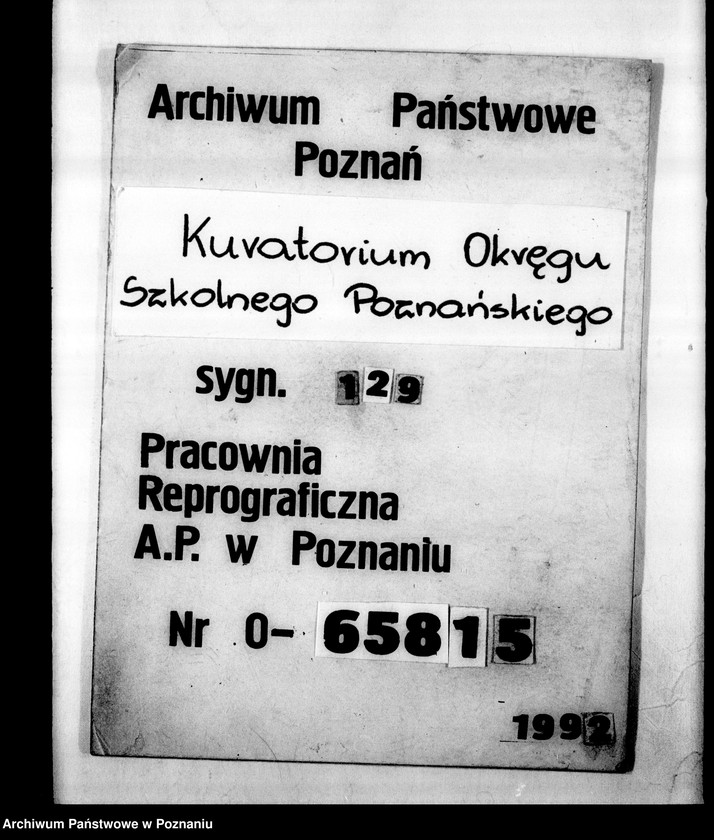 Archiwum Państwowe
Poznań
Kuratorium Okręgu
Szkolnego Poznańskiego
sygn. 129
Pracownia
Reprograficzna
A.P. w Poznaniu
Nr 0- 65815
1992
Archiwum Państwowe w Poznaniu